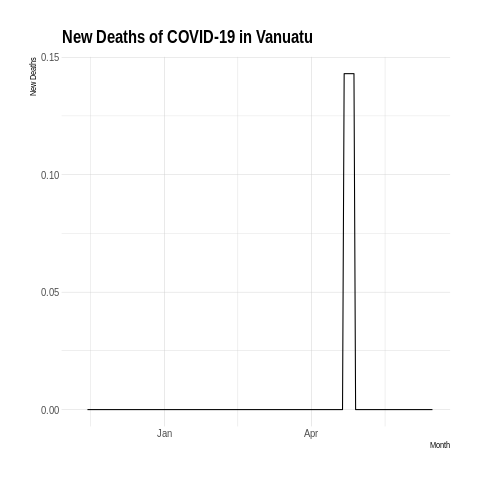 New Deaths of COVID-19 in Vanuatu
New Deaths
0.15
0.10
0.05
0.00
Jan Apr
Month